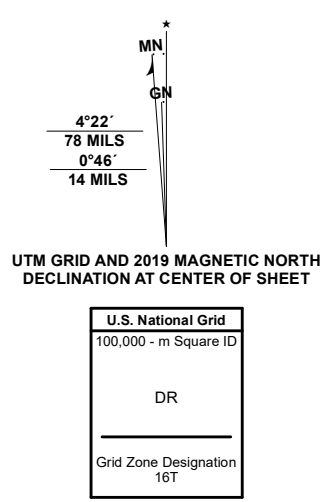 MN
GN
4°22´
78 MILS
0°46´
14 MILS
UTM GRID AND 2019 MAGNETIC NORTH
DECLINATION AT CENTER OF SHEET
U.S. National Grid
100,000 - m Square ID
DR
Grid Zone Designation
16T